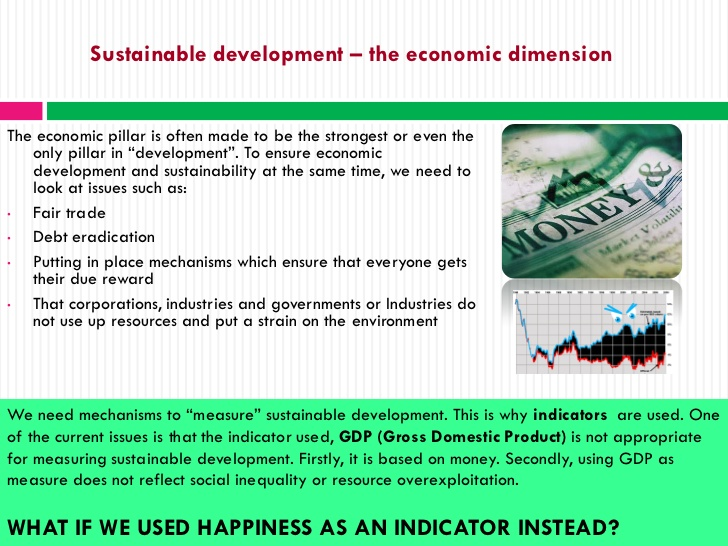 Sustainable development – the economic dimension
The economic pillar is often made to be the strongest or even the
only pillar in “development”. To ensure economic
development and sustainability at the same time, we need to
look at issues such as:
• Fair trade
• Debt eradication
• Putting in place mechanisms which ensure that everyone gets
their due reward
• That corporations, industries and governments or Industries do
not use up resources and put a strain on the environment
MONEY &
Market Volatility
We need mechanisms to “measure” sustainable development. This is why indicators are used. One
of the current issues is that the indicator used, GDP (Gross Domestic Product) is not appropriate
for measuring sustainable development. Firstly, it is based on money. Secondly, using GDP as
measure does not reflect social inequality or resource overexploitation.
WHAT IF WE USED HAPPINESS AS AN INDICATOR INSTEAD?